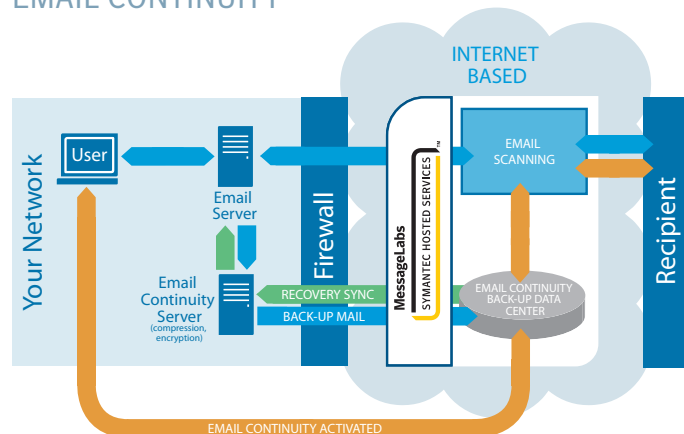 EMAIL CONTINUITY
INTERNET
BASED
Your Network
User
Email
Server
Firewall
MessageLabs
SYMANTEC HOSTED SERVICES
™
EMAIL
SCANNING
Recipient
Email
Continuity
Server
(compression,
encryption)
RECOVERY SYNC
BACK-UP MAIL
EMAIL CONTINUITY
BACK-UP DATA
CENTER
EMAIL CONTINUITY ACTIVATED